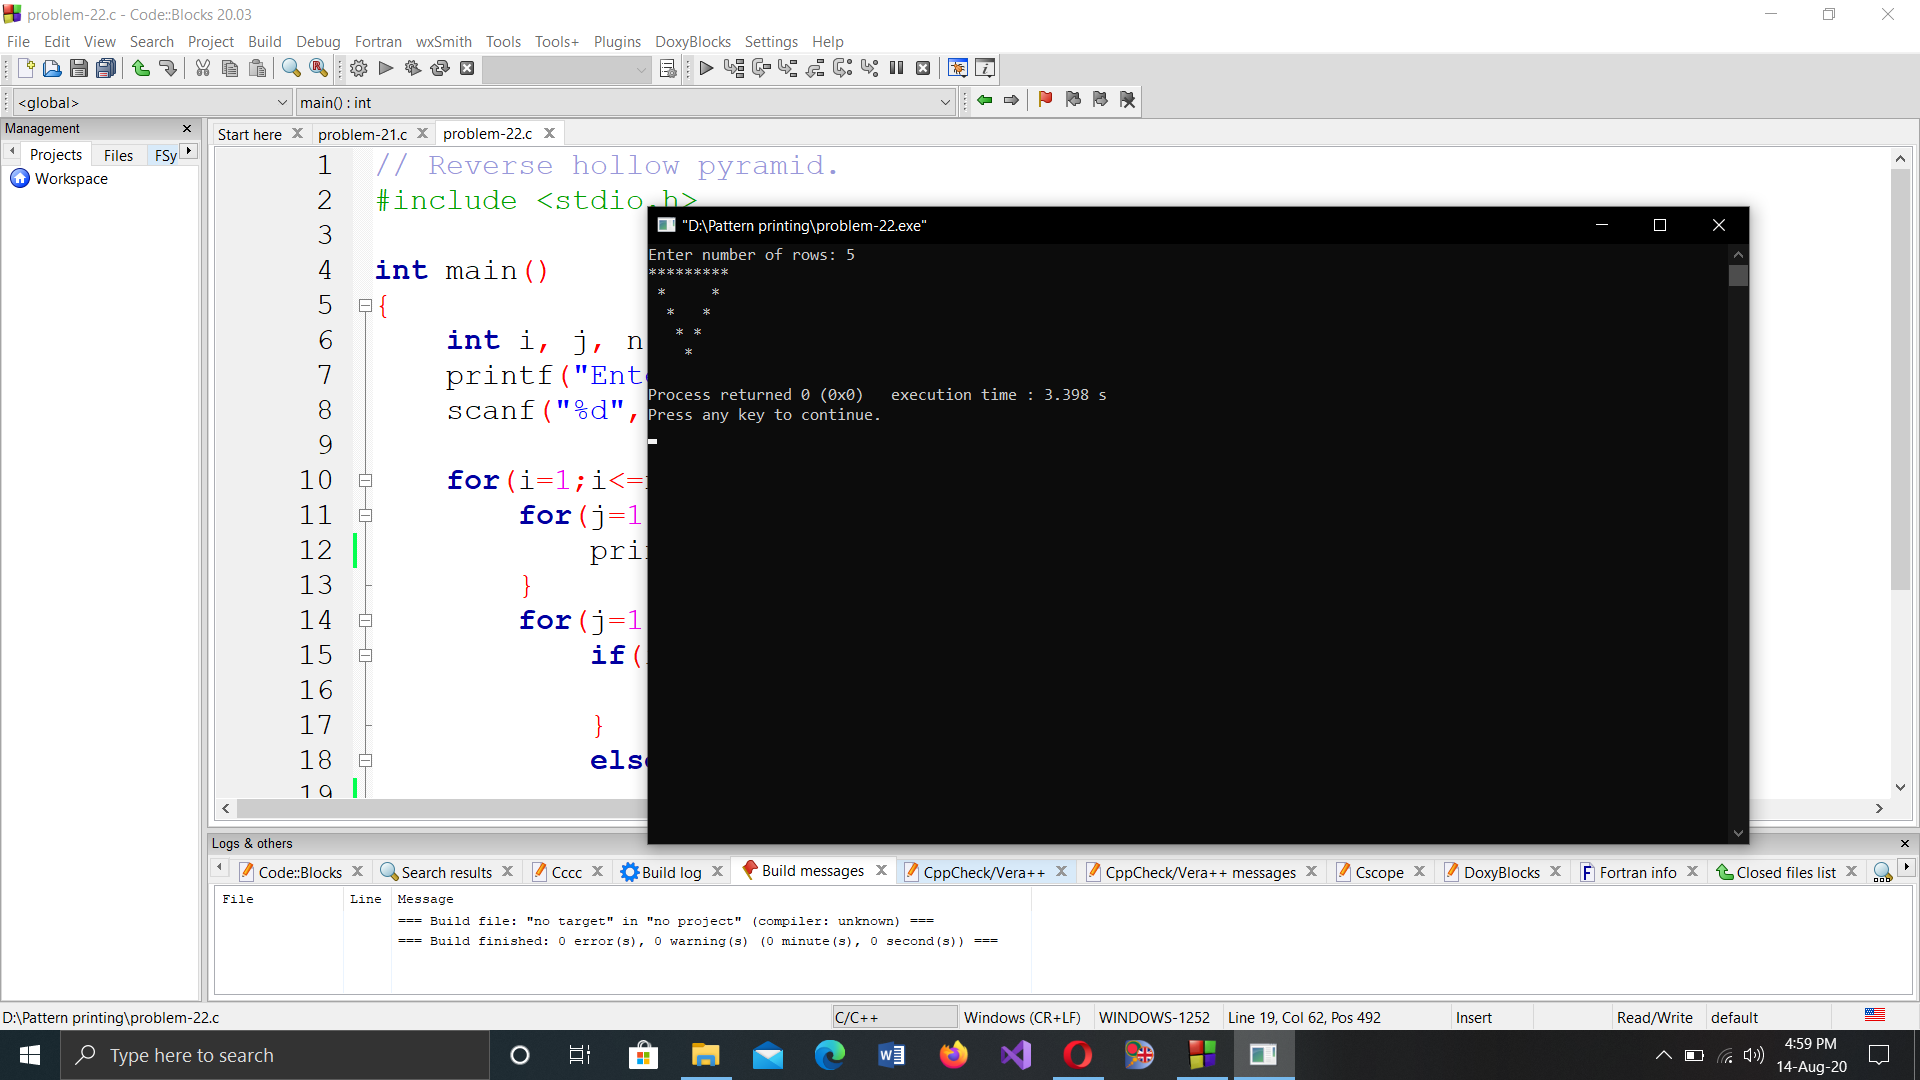 problem-22.c - Code::Blocks 20.03
File Edit View Search Project Build Debug Fortran wxSmith Tools Tools+ Plugins DoxyBlocks Settings Help
<global> main() : int
Management
Projects Files FSy
Workspace
Start here problem-21.c problem-22.c
1 // Reverse hollow pyramid.
2 #include <stdio.h>
3
4 int main()
5 {
6 int i, j, n
7 printf("Ente
8 scanf("%d",
9
10 for(i=1;i<=
11 for(j=1
12 prin
13 }
14 for(j=1
15 if(
16
17 }
18 else
19
"D:\Pattern printing\problem-22.exe"
Enter number of rows: 5
*********
 *     *
  *   *
   * *
    *
Process returned 0 (0x0)   execution time : 3.398 s
Press any key to continue.
Logs & others
Code::Blocks Search results Cccc Build log Build messages CppCheck/Vera++ CppCheck/Vera++ messages Cscope DoxyBlocks Fortran info Closed files list
File Line Message
=== Build file: "no target" in "no project" (compiler: unknown) ===
=== Build finished: 0 error(s), 0 warning(s) (0 minute(s), 0 second(s)) ===
D:\Pattern printing\problem-22.c C/C++ Windows (CR+LF) WINDOWS-1252 Line 19, Col 62, Pos 492 Insert Read/Write default
Type here to search
4:59 PM
14-Aug-20